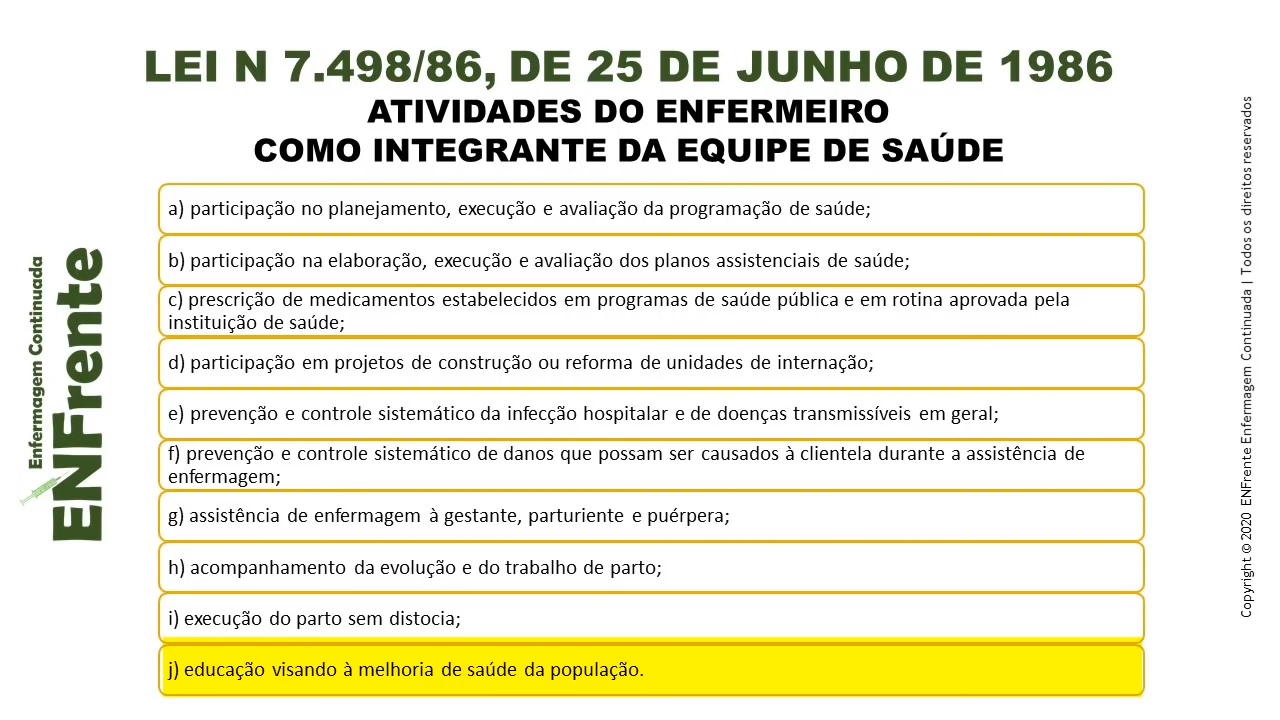 LEI N 7.498/86, DE 25 DE JUNHO DE 1986
ATIVIDADES DO ENFERMEIRO
COMO INTEGRANTE DA EQUIPE DE SAÚDE
a) participação no planejamento, execução e avaliação da programação de saúde;
b) participação na elaboração, execução e avaliação dos planos assistenciais de saúde;
c) prescrição de medicamentos estabelecidos em programas de saúde pública e em rotina aprovada pela
instituição de saúde;
d) participação em projetos de construção ou reforma de unidades de internação;
e) prevenção e controle sistemático da infecção hospitalar e de doenças transmissíveis em geral;
f) prevenção e controle sistemático de danos que possam ser causados à clientela durante a assistência de
enfermagem;
g) assistência de enfermagem à gestante, parturiente e puérpera;
h) acompanhamento da evolução e do trabalho de parto;
i) execução do parto sem distocia;
j) educação visando à melhoria de saúde da população.
Enfermagem Continuada
ENFrente
Copyright © 2020 ENFrente Enfermagem Continuada | Todos os direitos reservados